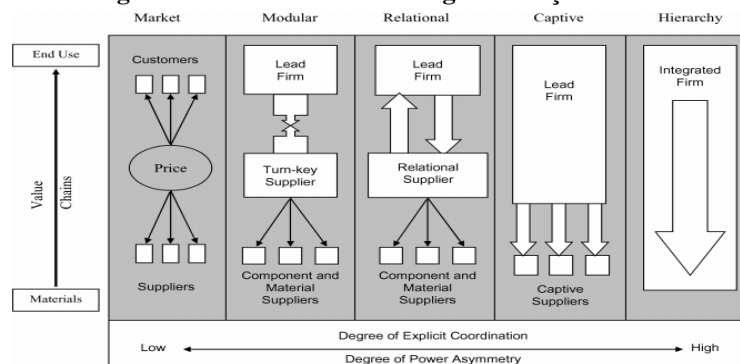 Market Modular Relational Captive Hierarchy
End Use
Value Chains
Materials
Customers
Price
Suppliers
Lead
Firm
Turn-key
Supplier
Component and
Material
Suppliers
Lead
Firm
Relational
Supplier
Component and
Material
Suppliers
Lead
Firm
Captive
Suppliers
Integrated
Firm
Degree of Explicit Coordination
Low High
Degree of Power Asymmetry